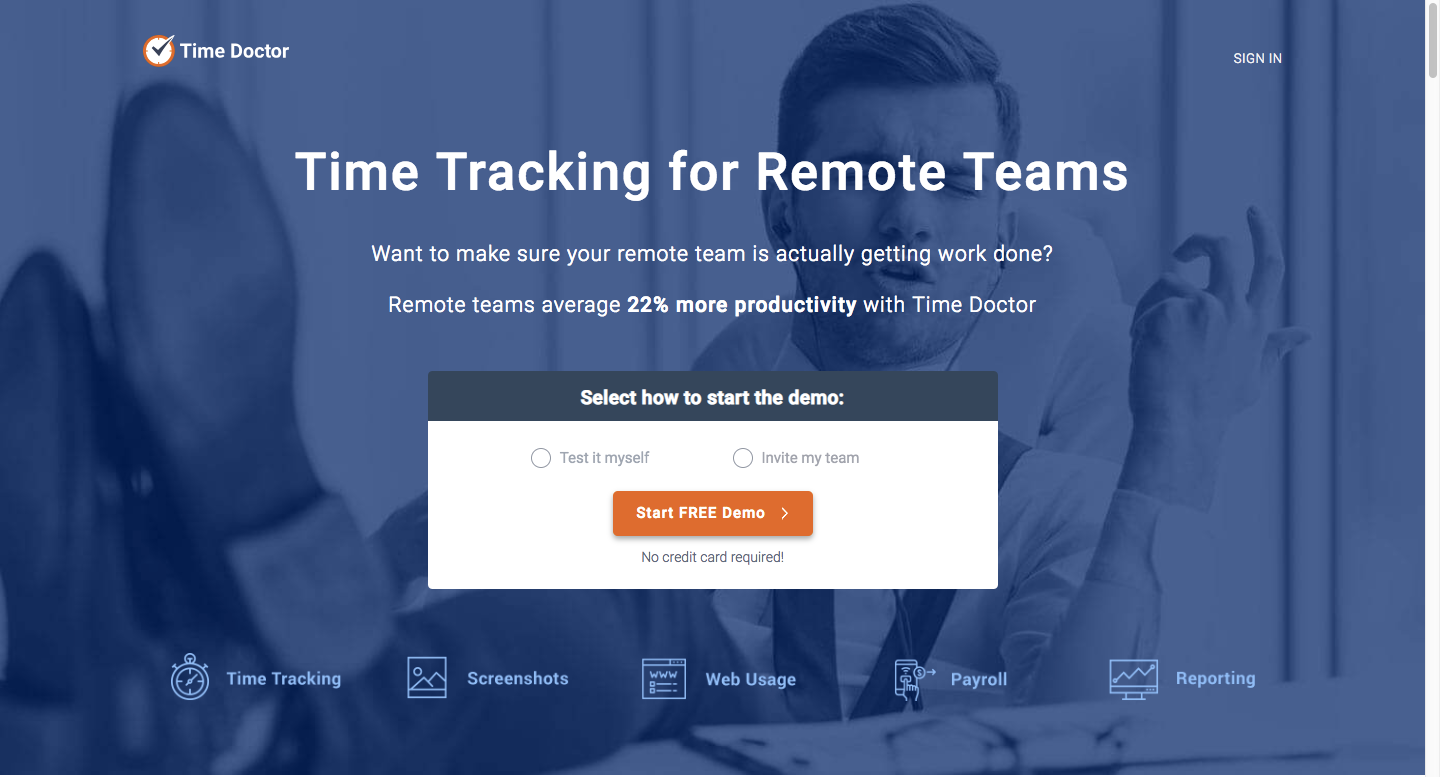 Time Doctor
SIGN IN
Time Tracking for Remote Teams
Want to make sure your remote team is actually getting work done?
Remote teams average 22% more productivity with Time Doctor
Select how to start the demo:
Test it myself
Invite my team
Start FREE Demo
No credit card required!
Time Tracking
Screenshots
WWW
Web Usage
Payroll
Reporting